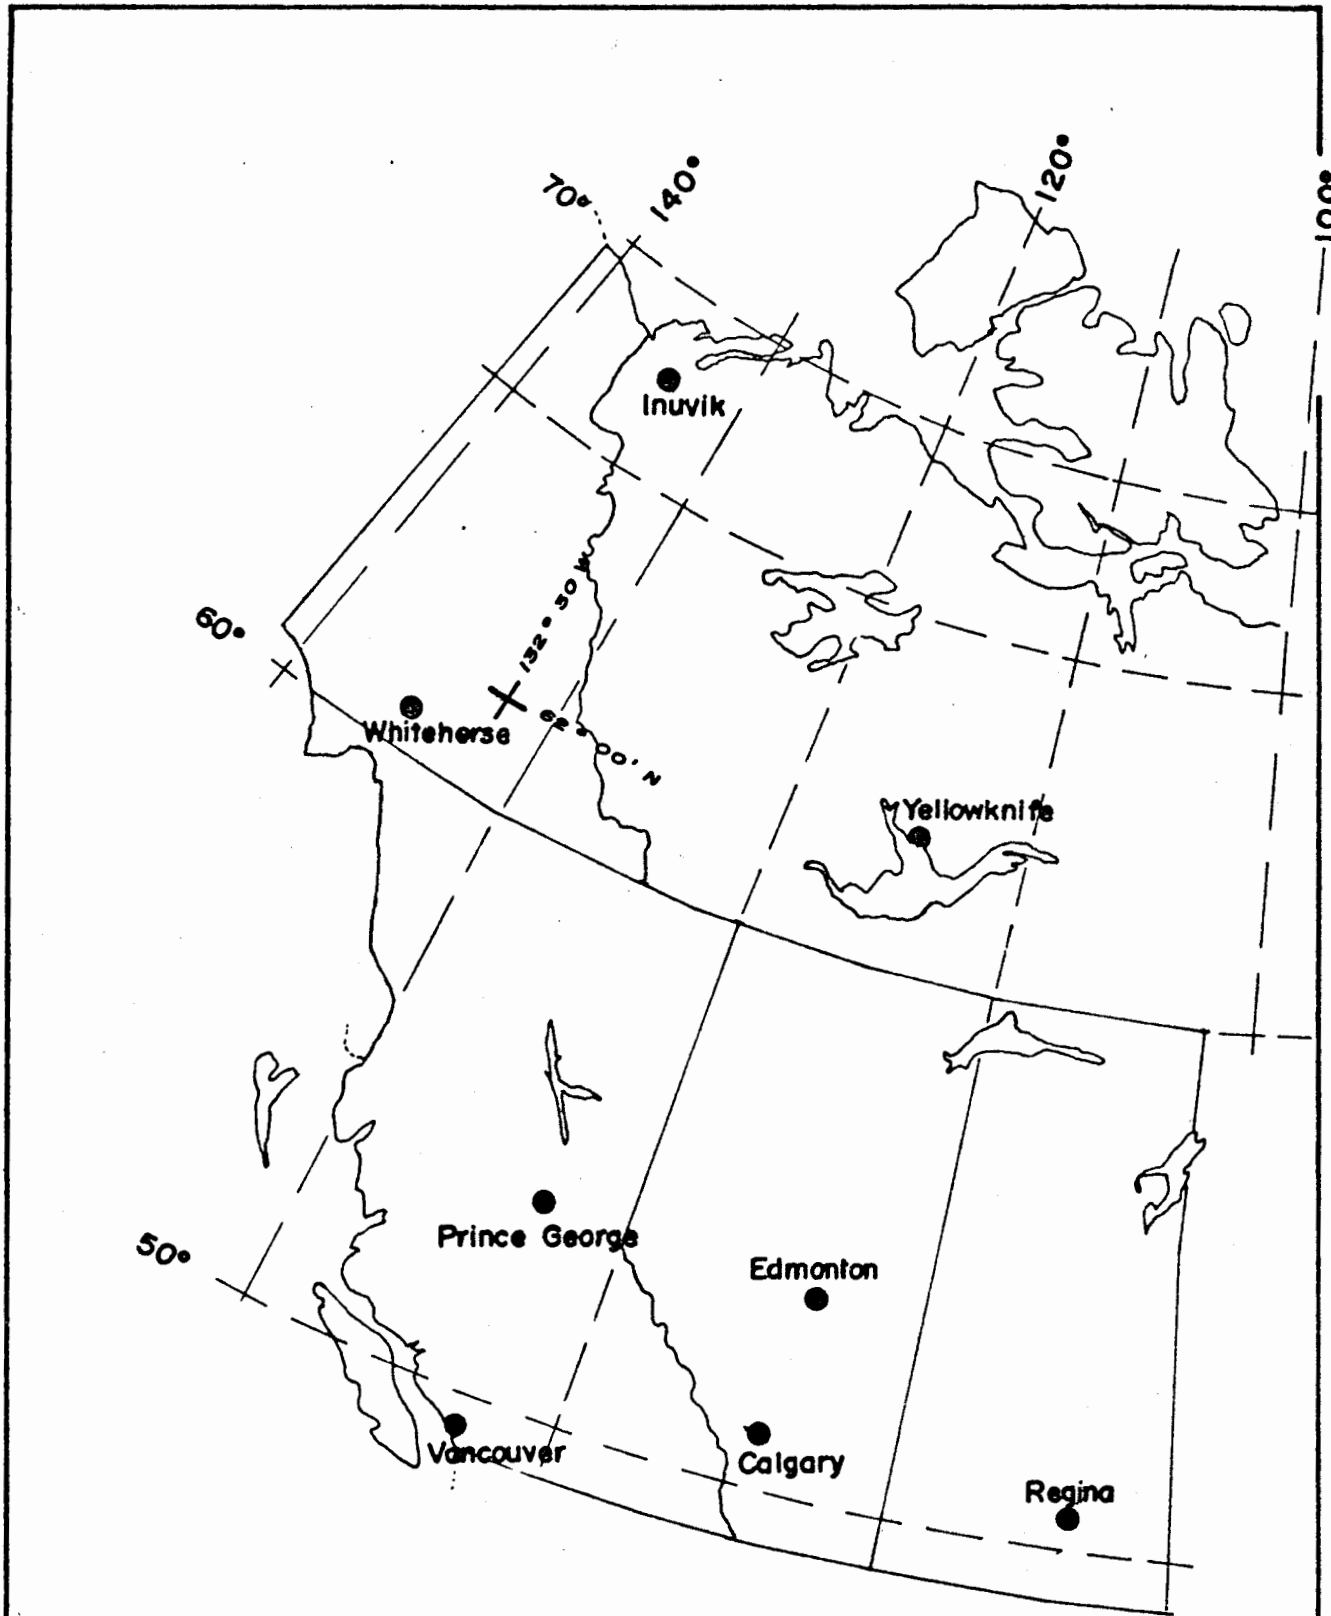 70°
140°
120°
100°
Inuvik
60°
132° 30 W
62° 00' N
Whitehorse
Yellowknife
50°
Prince George
Edmonton
Vancouver
Calgary
Regina